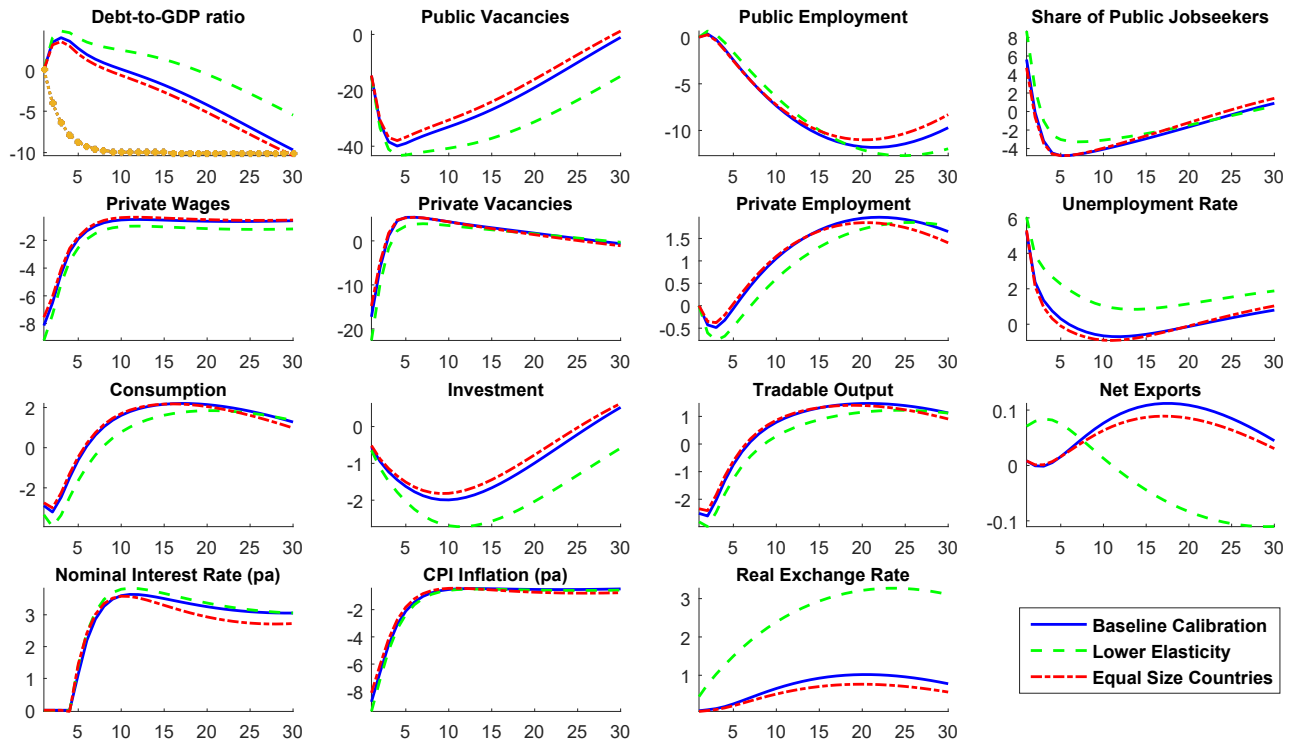 Debt-to-GDP ratio
0
-5
-10
5 10 15 20 25 30
Public Vacancies
0
-20
-40
5 10 15 20 25 30
Public Employment
0
-5
-10
5 10 15 20 25 30
Share of Public Jobseekers
8
6
4
2
0
-2
-4
5 10 15 20 25 30
Private Wages
-2
-4
-6
-8
5 10 15 20 25 30
Private Vacancies
0
-10
-20
5 10 15 20 25 30
Private Employment
1.5
1
0.5
0
-0.5
5 10 15 20 25 30
Unemployment Rate
6
4
2
0
5 10 15 20 25 30
Consumption
2
0
-2
5 10 15 20 25 30
Investment
0
-1
-2
5 10 15 20 25 30
Tradable Output
1
0
-1
-2
5 10 15 20 25 30
Net Exports
0.1
0
-0.1
5 10 15 20 25 30
Nominal Interest Rate (pa)
3
2
1
0
5 10 15 20 25 30
CPI Inflation (pa)
-2
-4
-6
-8
5 10 15 20 25 30
Real Exchange Rate
3
2
1
5 10 15 20 25 30
Baseline Calibration
Lower Elasticity
Equal Size Countries